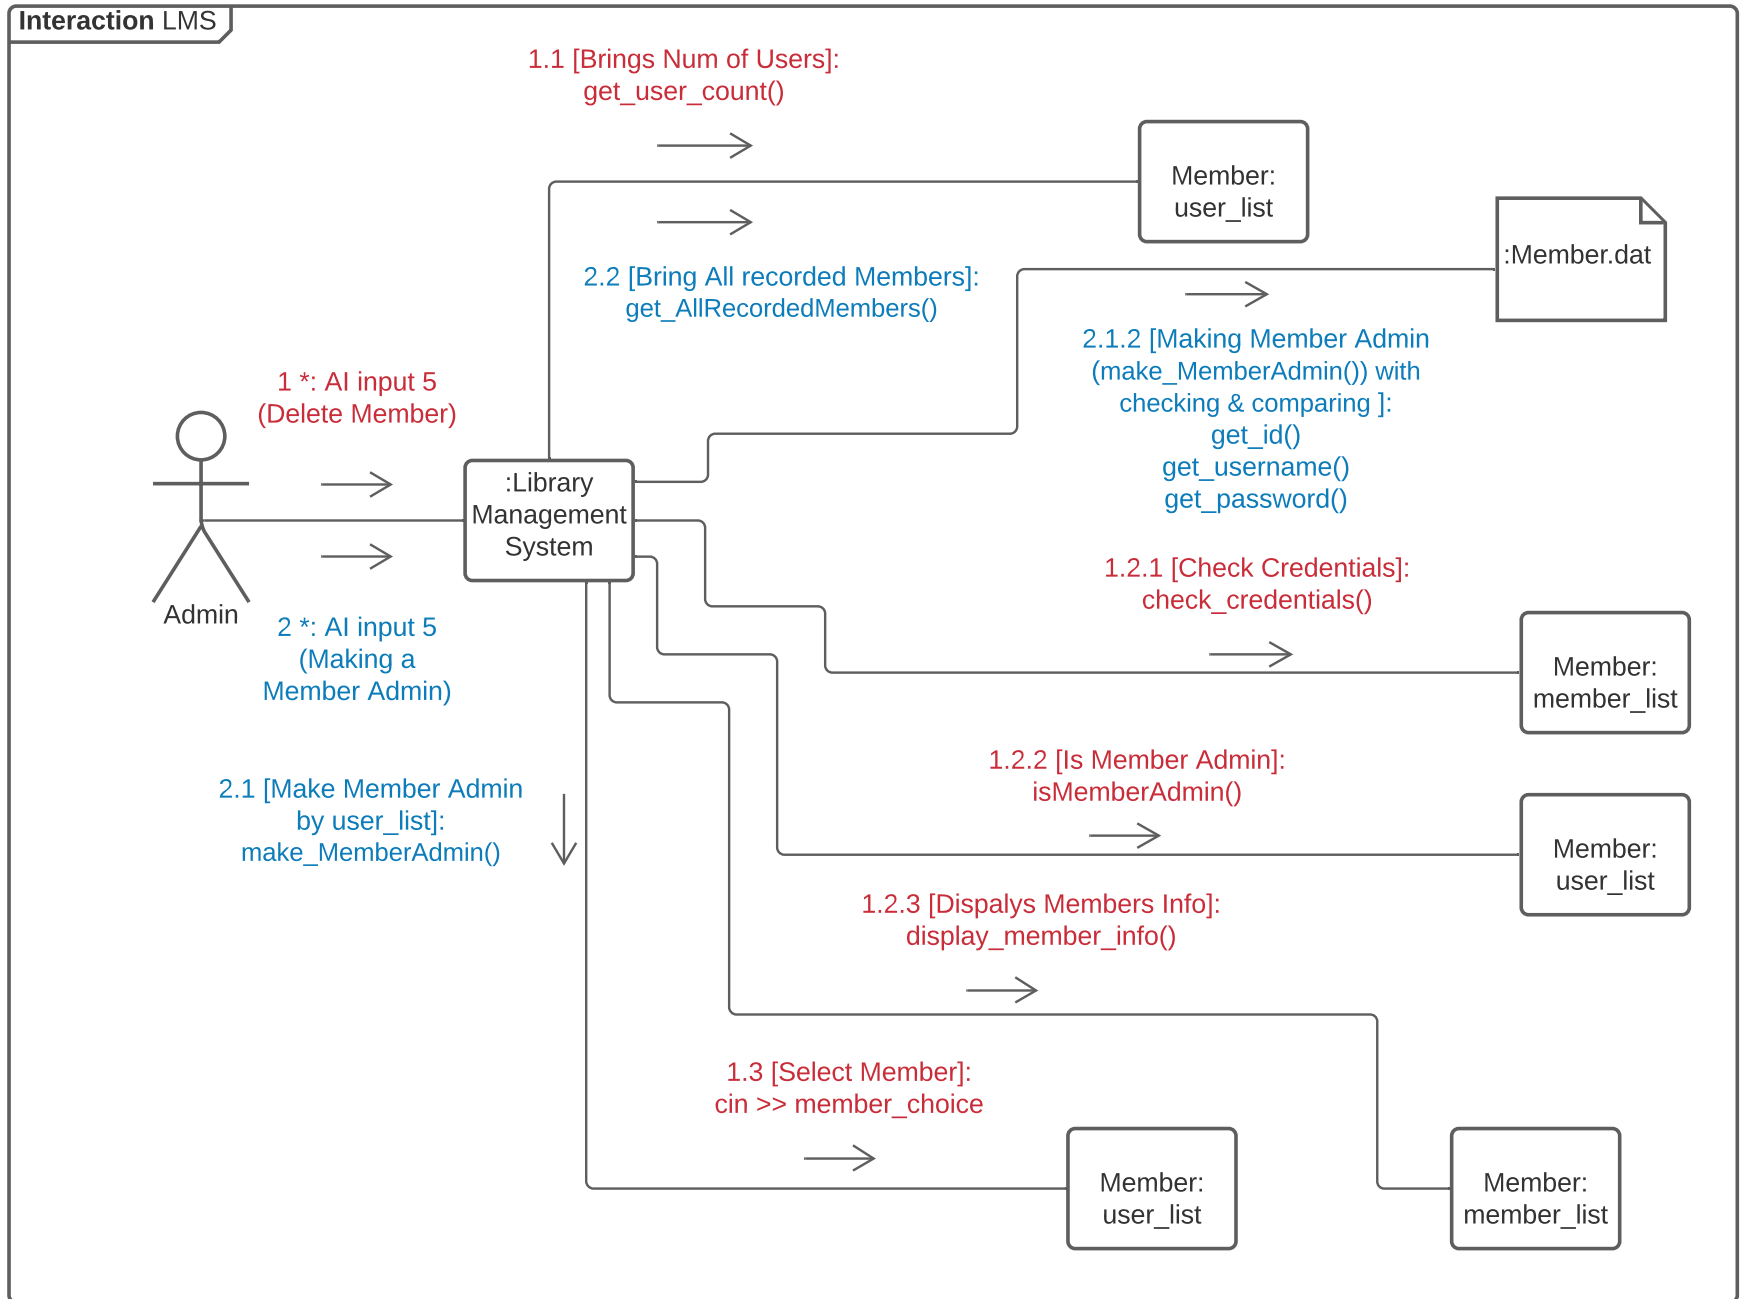 Interaction LMS
1.1 [Brings Num of Users]:
get_user_count()
Member:
user_list
:Member.dat
2.2 [Bring All recorded Members]:
get_AllRecordedMembers()
2.1.2 [Making Member Admin
(make_MemberAdmin()) with
checking & comparing ]:
get_id()
get_username()
get_password()
1 *: AI input 5
(Delete Member)
:Library
Management
System
Admin
2 *: AI input 5
(Making a
Member Admin)
1.2.1 [Check Credentials]:
check_credentials()
Member:
member_list
1.2.2 [Is Member Admin]:
isMemberAdmin()
2.1 [Make Member Admin
by user_list]:
make_MemberAdmin()
Member:
user_list
1.2.3 [Dispalys Members Info]:
display_member_info()
1.3 [Select Member]:
cin >> member_choice
Member:
user_list
Member:
member_list